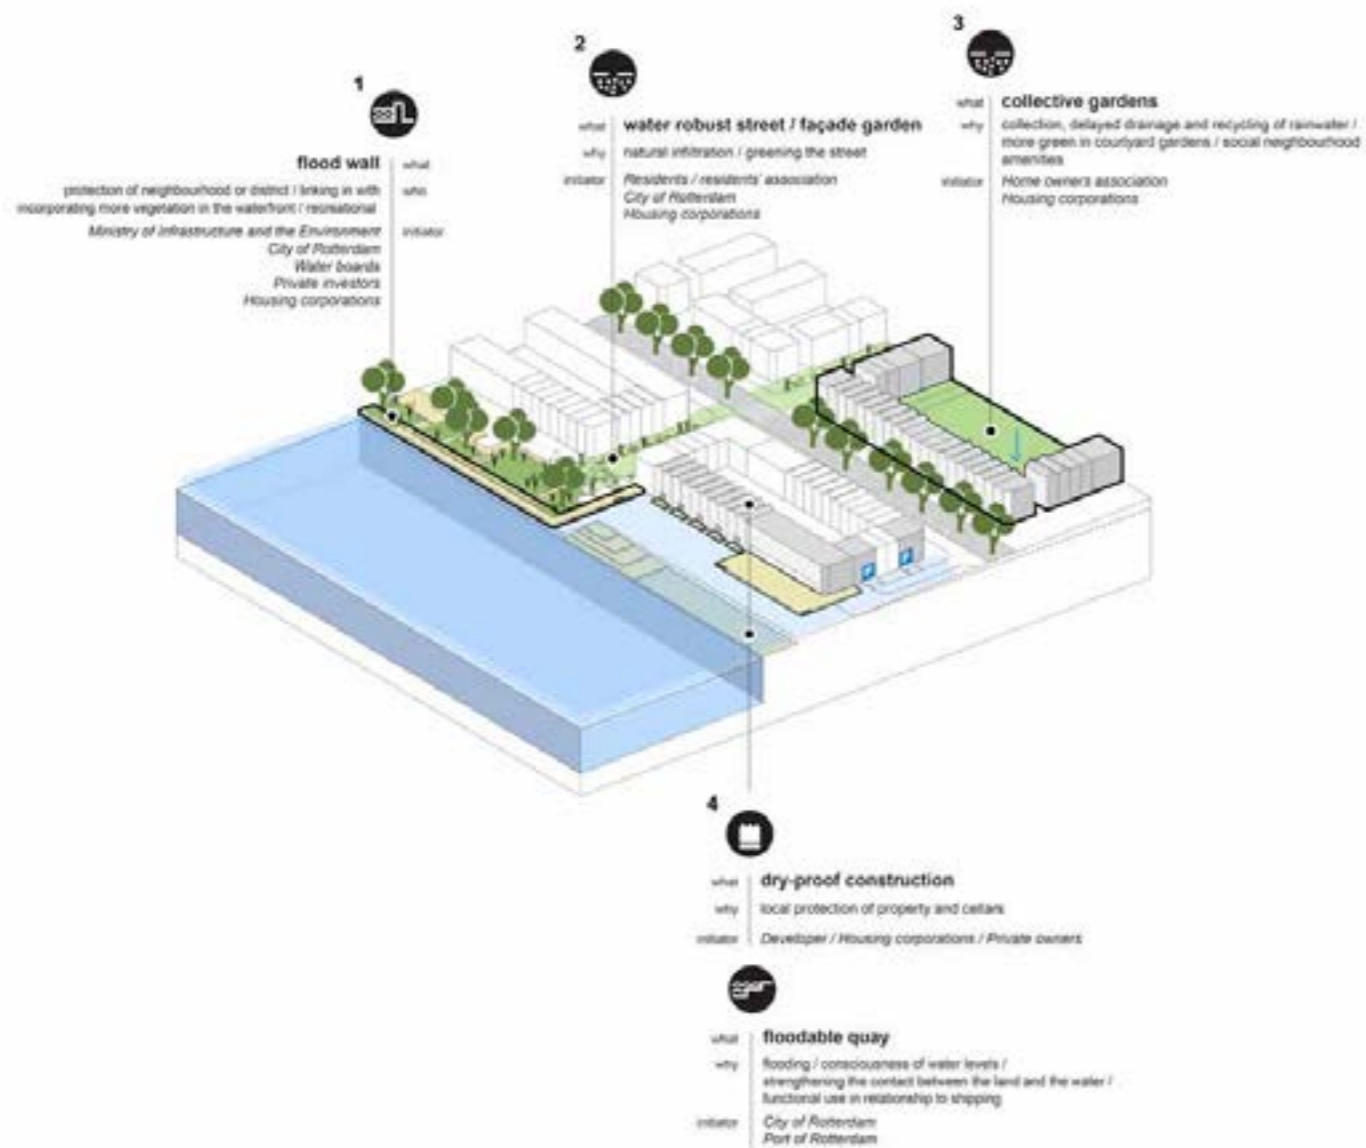 1
flood wall
what
protection of neighbourhood or district / linking in with
incorporating more vegetation in the waterfront / recreational
Ministry of Infrastructure and the Environment
initiator
City of Rotterdam
Water boards
Private investors
Housing corporations
2
what
water robust street / façade garden
why
natural infiltration / greening the street
initiator
Residents / residents' association
City of Rotterdam
Housing corporations
3
what
collective gardens
why
collection, delayed drainage and recycling of rainwater /
more green in courtyard gardens / social neighbourhood
amenities
initiator
Home owners association
Housing corporations
4
what
dry-proof construction
why
local protection of property and cellars
initiator
Developer / Housing corporations / Private owners
what
floodable quay
why
flooding / consciousness of water levels /
strengthening the contact between the land and the water /
functional use in relationship to shipping
initiator
City of Rotterdam
Port of Rotterdam